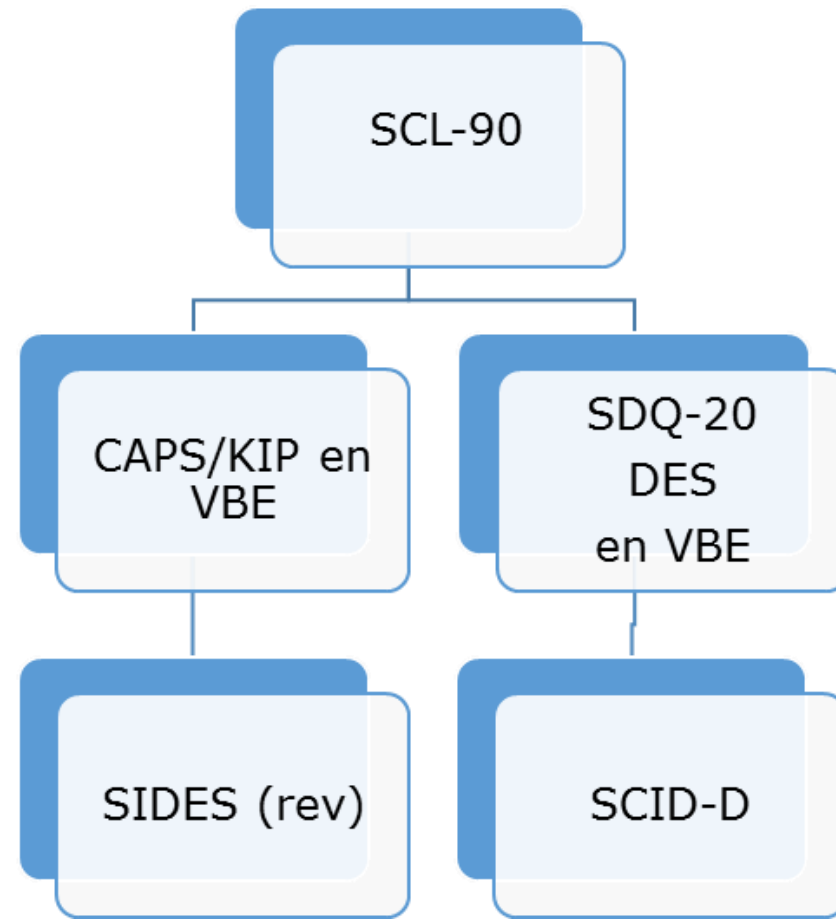 SCL-90
CAPS/KIP en
VBE
SDQ-20
DES
en VBE
SIDES (rev)
SCID-D